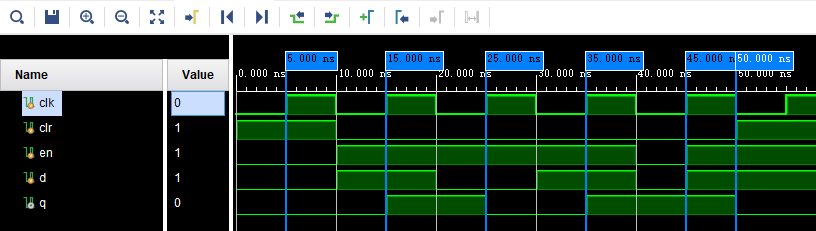 5.000 ns 15.000 ns 25.000 ns 35.000 ns 45.000 ns 50.000 ns
Name Value
0.000 ns 10.000 ns 20.000 ns 30.000 ns 40.000 ns 50.000 ns
clk 0
clr 1
en 1
d 1
q 0